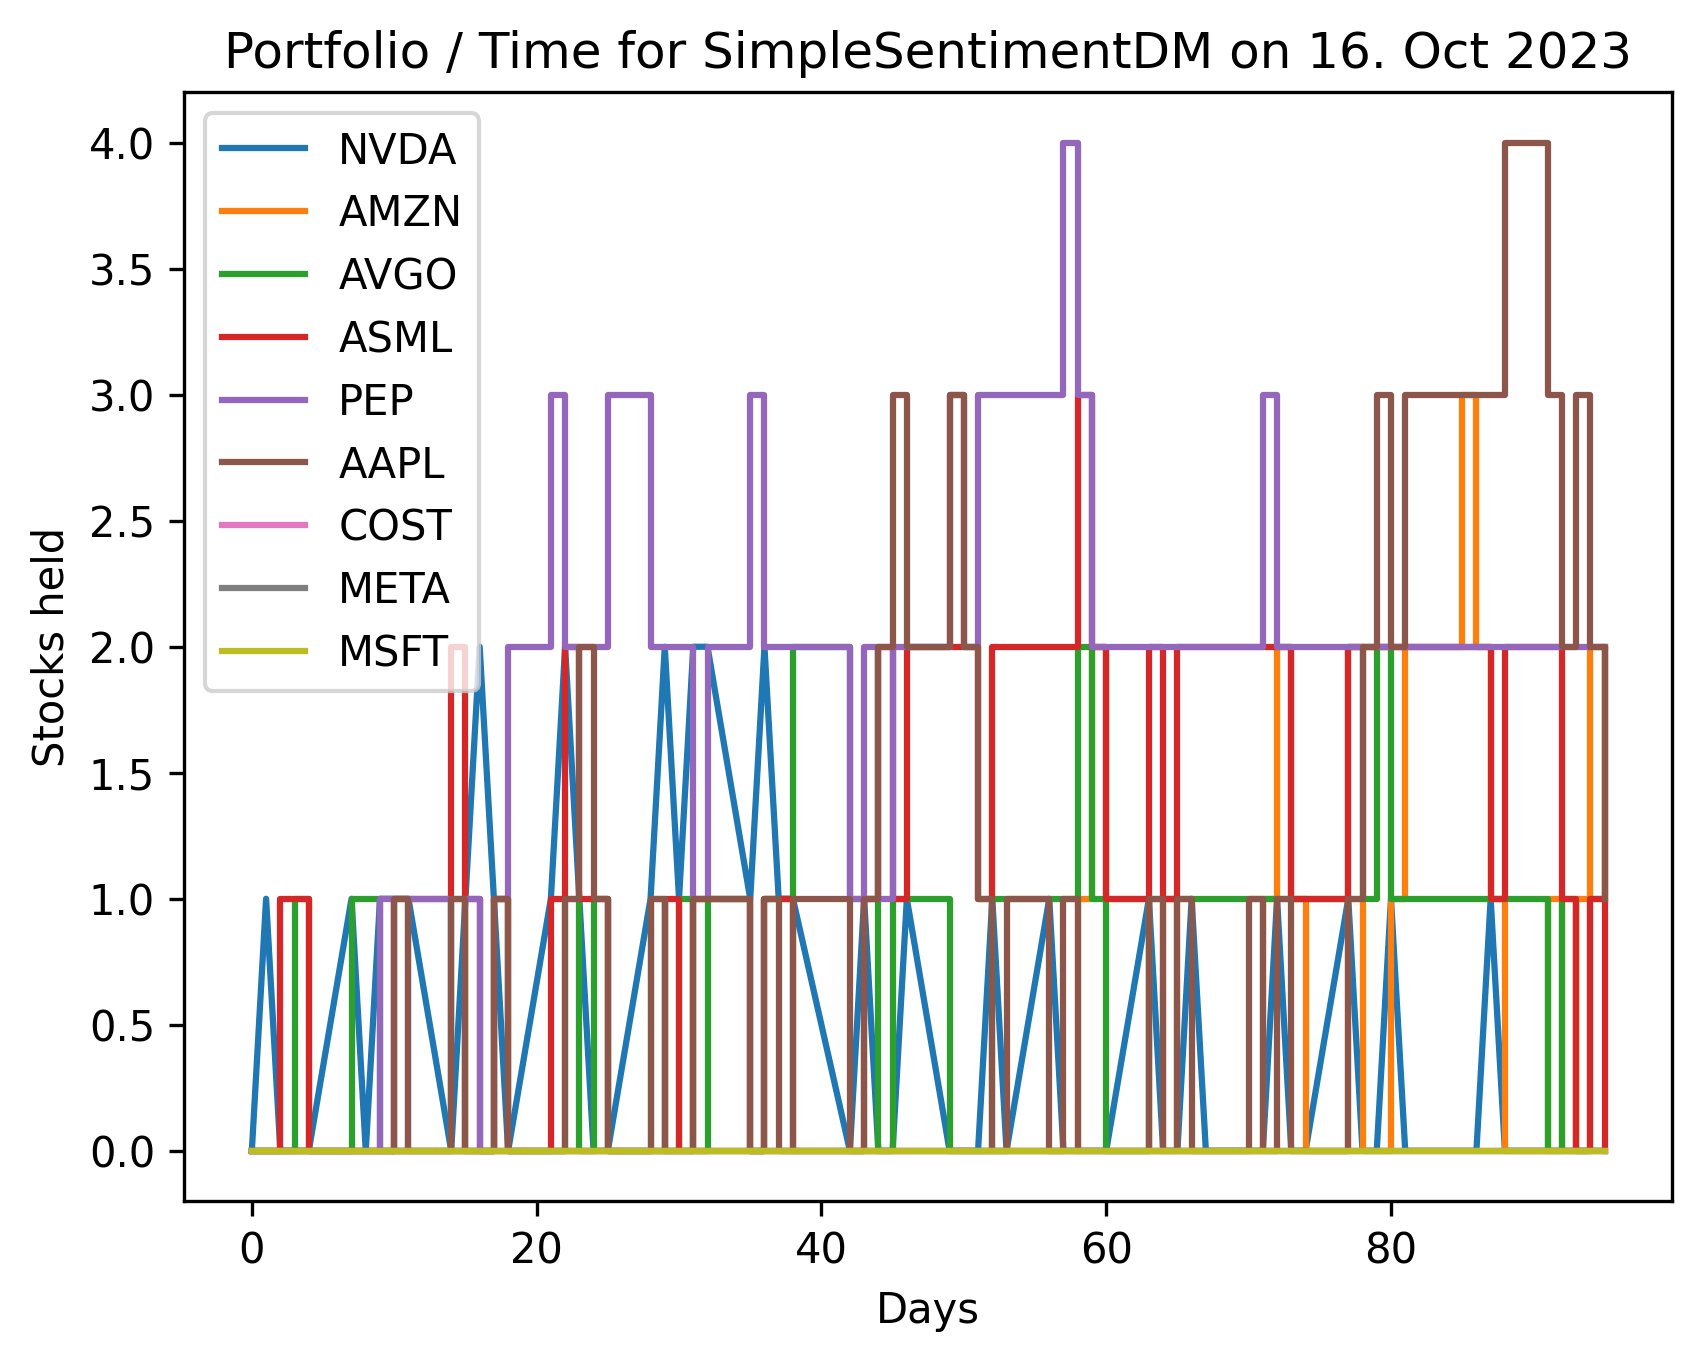 Portfolio / Time for SimpleSentimentDM on 16. Oct 2023
4.0
3.5
3.0
2.5
2.0
1.5
1.0
0.5
0.0
Stocks held
NVDA
AMZN
AVGO
ASML
PEP
AAPL
COST
META
MSFT
0 20 40 60 80
Days